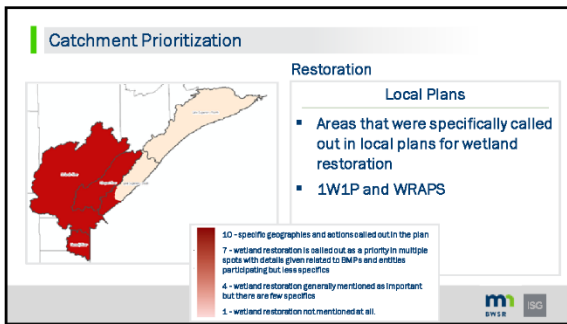 Catchment Prioritization
Restoration
Local Plans
▪ Areas that were specifically called
out in local plans for wetland
restoration
▪ 1W1P and WRAPS
10 - specific geographies and actions called out in the plan
7 - wetland restoration is called out as a priority in multiple
spots with details given related to BMPs and entities
participating but less specifics
4 - wetland restoration generally mentioned as important
but there are few specifics
1 - wetland restoration not mentioned at all.
BWSR
ISG